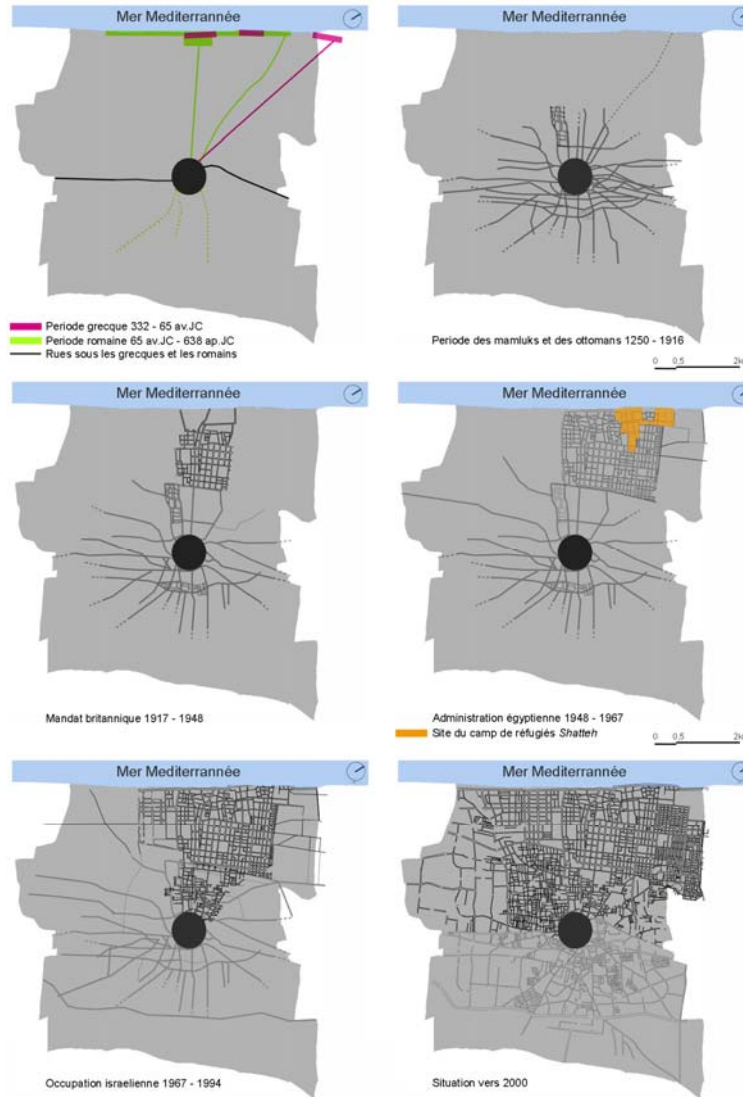 Mer Mediterrannée
Mer Mediterrannée
Periode grecque 332 - 65 av.JC
Periode romaine 65 av.JC - 638 ap.JC
Rues sous les grecques et les romains
Periode des mamluks et des ottomans 1250 - 1916
0 0,5 2k
Mer Mediterrannée
Mer Mediterrannée
Mandat britannique 1917 - 1948
Administration égyptienne 1948 - 1967
Site du camp de réfugiés Shatteh
0 0,5 2k
Mer Mediterrannée
Mer Mediterrannée
Occupation israelienne 1967 - 1994
Situation vers 2000